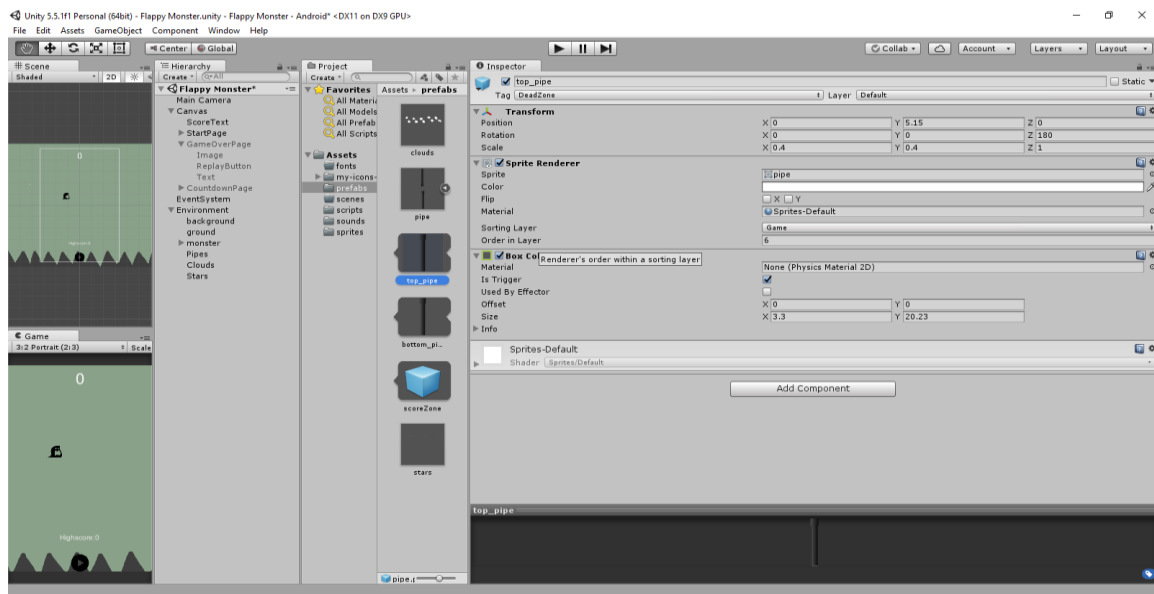 Unity 5.5.1f1 Personal (64bit) - Flappy Monster.unity - Flappy Monster - Android* <DX11 on DX9 GPU>
File Edit Assets GameObject Component Window Help
Center Global
Collab Account Layers Layout
Scene
Shaded 2D
0
Highscore:0
Game
3:2 Portrait (2:3) Scale
0
Highscore:0
Hierarchy
Create All
Flappy Monster*
Main Camera
Canvas
ScoreText
StartPage
GameOverPage
Image
ReplayButton
Text
CountdownPage
EventSystem
Environment
background
ground
monster
Pipes
Clouds
Stars
Project
Create
Favorites
All Materi
All Models
All Prefab
All Scripts
Assets
fonts
my-icons-
prefabs
scenes
scripts
sounds
sprites
Assets prefabs
clouds
pipe
top_pipe
bottom_pi...
scoreZone
stars
pipe.p
Inspector
top_pipe Static
Tag DeadZone Layer Default
Transform
Position X 0 Y 5.15 Z 0
Rotation X 0 Y 0 Z 180
Scale X 0.4 Y 0.4 Z 1
Sprite Renderer
Sprite pipe
Color
Flip X Y
Material Sprites-Default
Sorting Layer Game
Order in Layer 6
Box Col
Renderer's order within a sorting layer
Material None (Physics Material 2D)
Is Trigger
Used By Effector
Offset X 0 Y 0
Size X 3.3 Y 20.23
Info
Sprites-Default
Shader Sprites/Default
Add Component
top_pipe